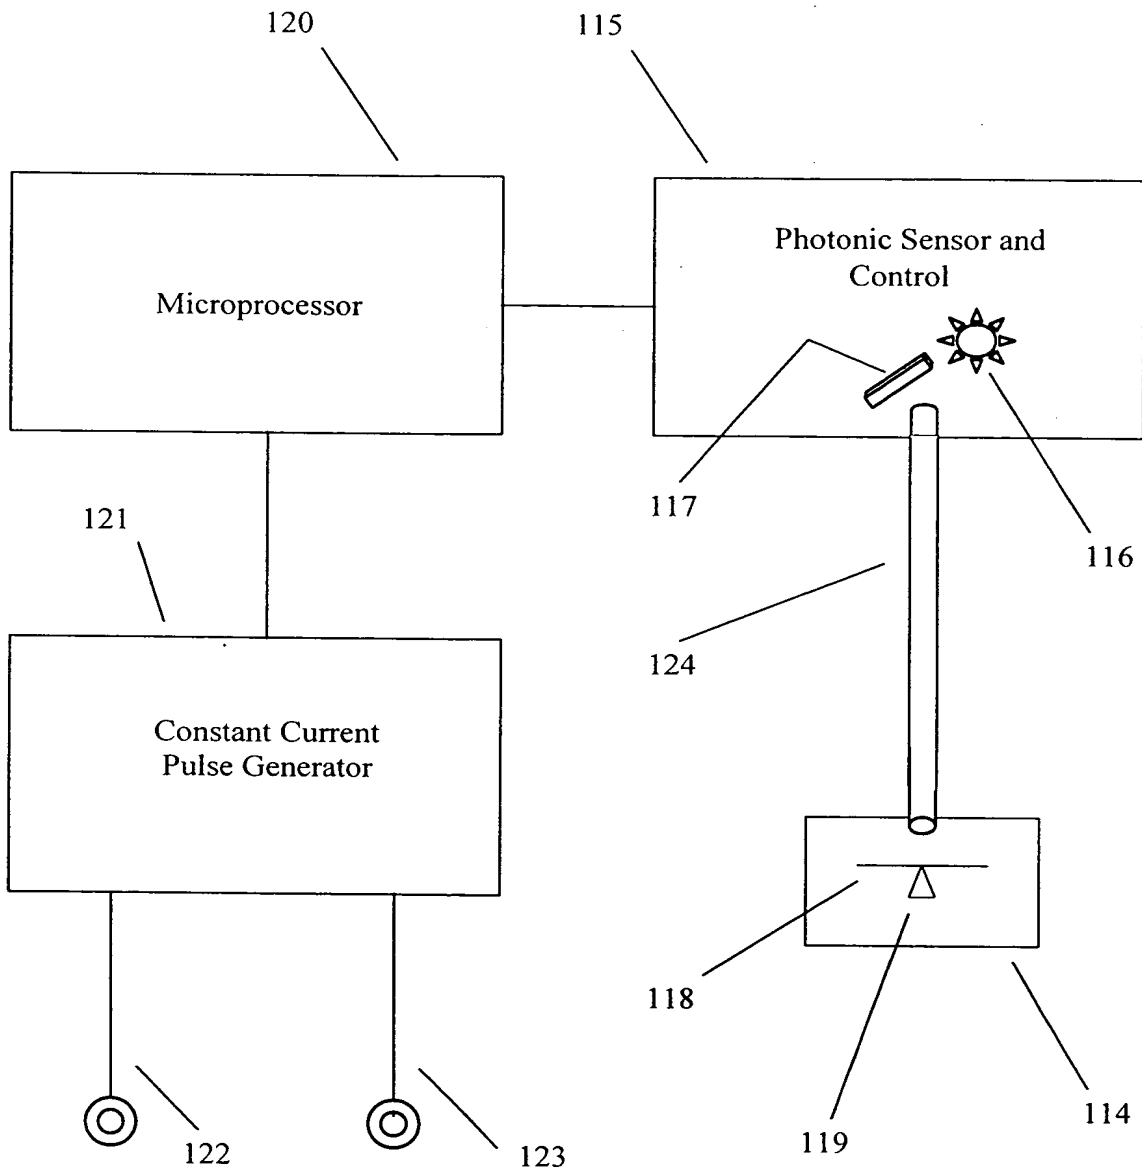 120
115
Microprocessor
Photonic Sensor and
Control
117
116
121
124
Constant Current
Pulse Generator
118
114
122
123
119